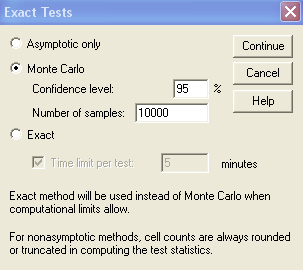 Exact Tests
Asymptotic only
Continue
Monte Carlo
Cancel
Confidence level: 95 %
Help
Number of samples: 10000
Exact
Time limit per test: 5 minutes
Exact method will be used instead of Monte Carlo when
computational limits allow.
For nonasymptotic methods, cell counts are always rounded
or truncated in computing the test statistics.